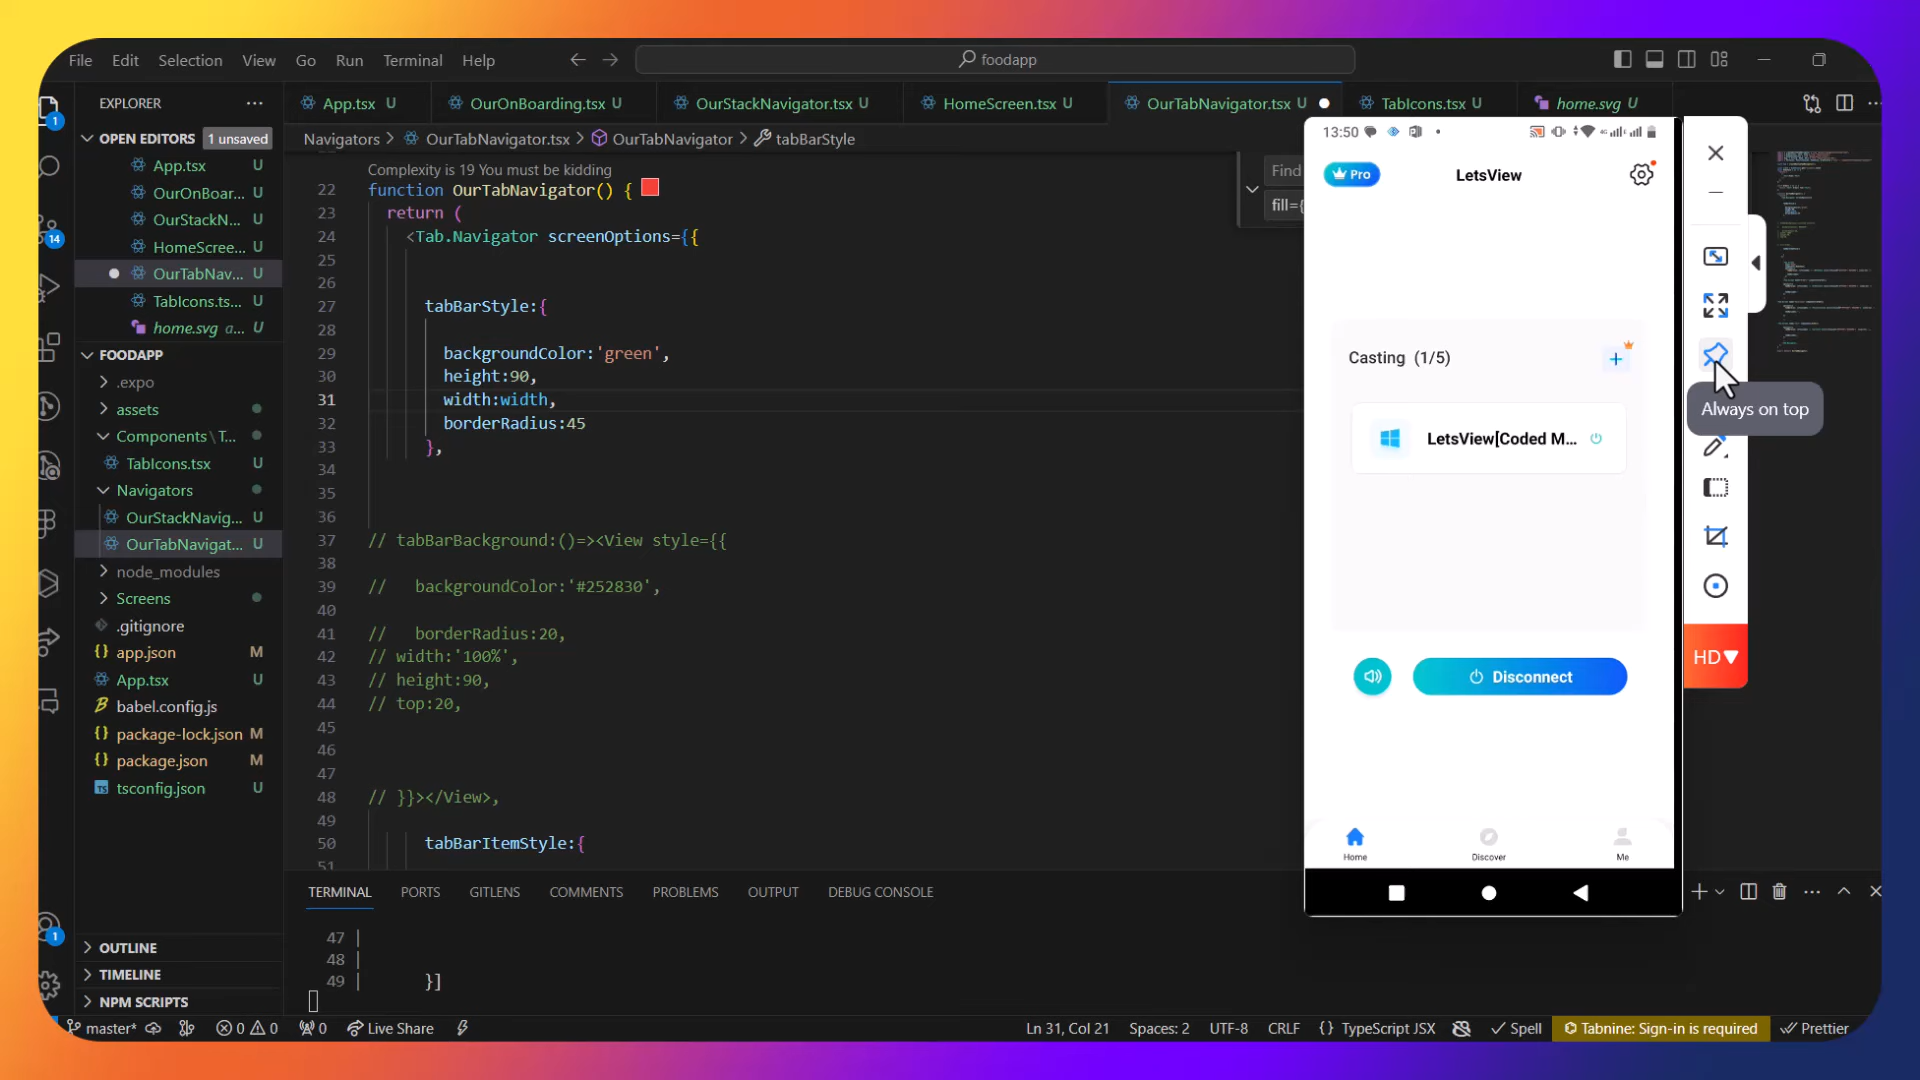 File Edit Selection View Go Run Terminal Help
foodapp
EXPLORER
OPEN EDITORS 1 unsaved
App.tsx U
OurOnBoar... U
OurStackN... U
HomeScree... U
OurTabNav... U
TabIcons.ts... U
home.svg a... U
FOODAPP
.expo
assets
Components\T...
TabIcons.tsx U
Navigators
OurStackNavig... U
OurTabNavigat... U
node_modules
Screens
.gitignore
app.json M
App.tsx U
babel.config.js
package-lock.json M
package.json M
tsconfig.json U
OUTLINE
TIMELINE
NPM SCRIPTS
1
14
1
App.tsx U OurOnBoarding.tsx U OurStackNavigator.tsx U HomeScreen.tsx U OurTabNavigator.tsx U TabIcons.tsx U home.svg U
Navigators > OurTabNavigator.tsx > OurTabNavigator > tabBarStyle
Find
fill={
Complexity is 19 You must be kidding
22 function OurTabNavigator() {
23 return (
24 <Tab.Navigator screenOptions={{
25
26
27 tabBarStyle:{
28
29 backgroundColor:'green',
30 height:90,
31 width:width,
32 borderRadius:45
33 },
34
35
36
37 // tabBarBackground:()=><View style={{
38
39 // backgroundColor:'#252830',
40
41 // borderRadius:20,
42 // width:'100%',
43 // height:90,
44 // top:20,
45
46
47
48 // }}></View>,
49
50 tabBarItemStyle:{
51
TERMINAL PORTS GITLENS COMMENTS PROBLEMS OUTPUT DEBUG CONSOLE
47 |
48 |
49 | }]
13:50
Pro LetsView
Casting (1/5)
LetsView[Coded M...
Disconnect
Home Discover Me
Always on top
HD
master* 0 0 0 Live Share Ln 31, Col 21 Spaces: 2 UTF-8 CRLF {} TypeScript JSX Spell Tabnine: Sign-in is required Prettier